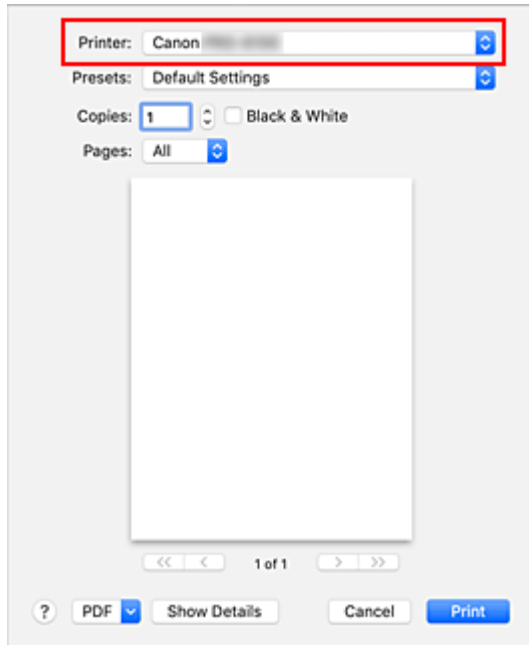 Printer: Canon
Presets: Default Settings
Copies: 1 Black & White
Pages: All
<< < 1 of 1 > >>
? PDF Show Details Cancel Print